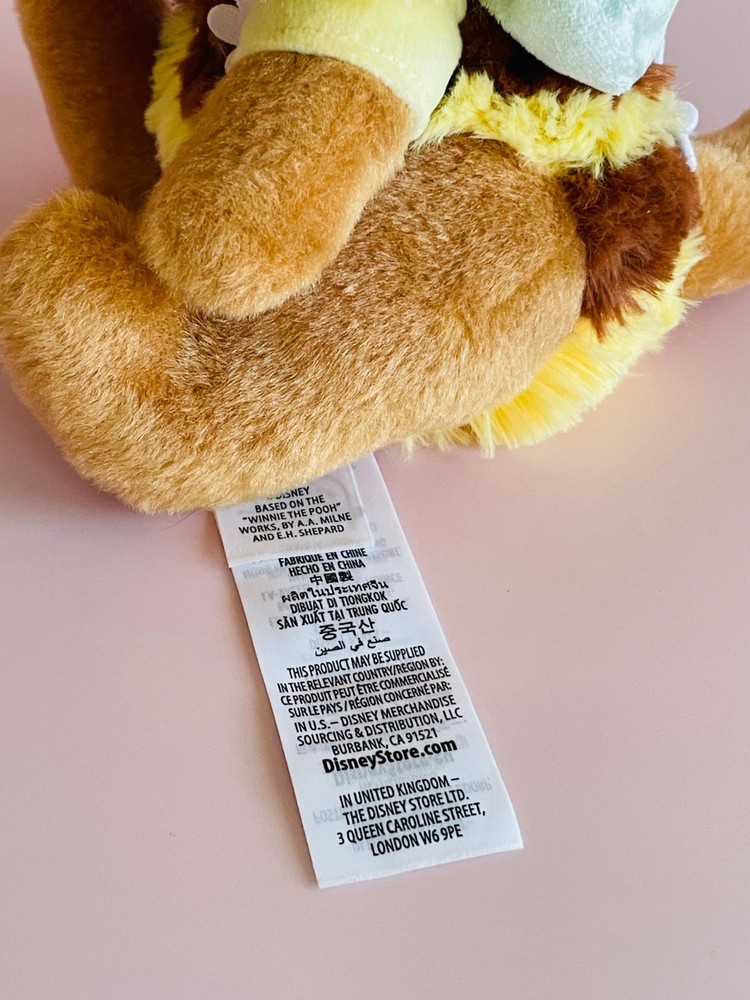 DISNEY
BASED ON THE
"WINNIE THE POOH"
WORKS, BY A.A. MILNE
AND E.H. SHEPARD
FABRIQUÉ EN CHINE
HECHO EN CHINA
中國製
ผลิตในประเทศจีน
DIBUAT DI TIONGKOK
SẢN XUẤT TẠI TRUNG QUỐC
중국산
صنع في الصين
THIS PRODUCT MAY BE SUPPLIED
IN THE RELEVANT COUNTRY/REGION BY:
CE PRODUIT PEUT ÊTRE COMMERCIALISÉ
SUR LE PAYS / RÉGION CONCERNÉ PAR:
IN U.S.— DISNEY MERCHANDISE
SOURCING & DISTRIBUTION, LLC
BURBANK, CA 91521
DisneyStore.com
IN UNITED KINGDOM —
THE DISNEY STORE LTD.
3 QUEEN CAROLINE STREET,
LONDON W6 9PE